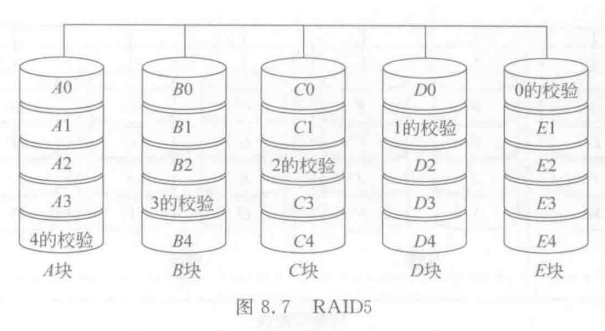 A0 B0 C0 D0 0的校验
A1 B1 C1 1的校验 E1
A2 B2 2的校验 D2 E2
A3 3的校验 C3 D3 E3
4的校验 B4 C4 D4 E4
A块 B块 C块 D块 E块
图 8.7 RAID5